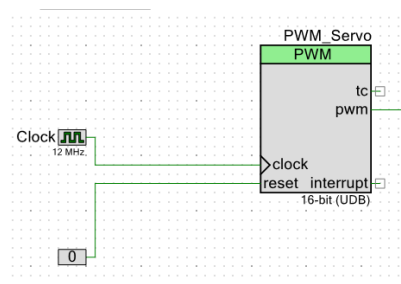 PWM_Servo
PWM
tc
pwm
Clock
12 MHz
clock
reset interrupt
16-bit (UDB)
0